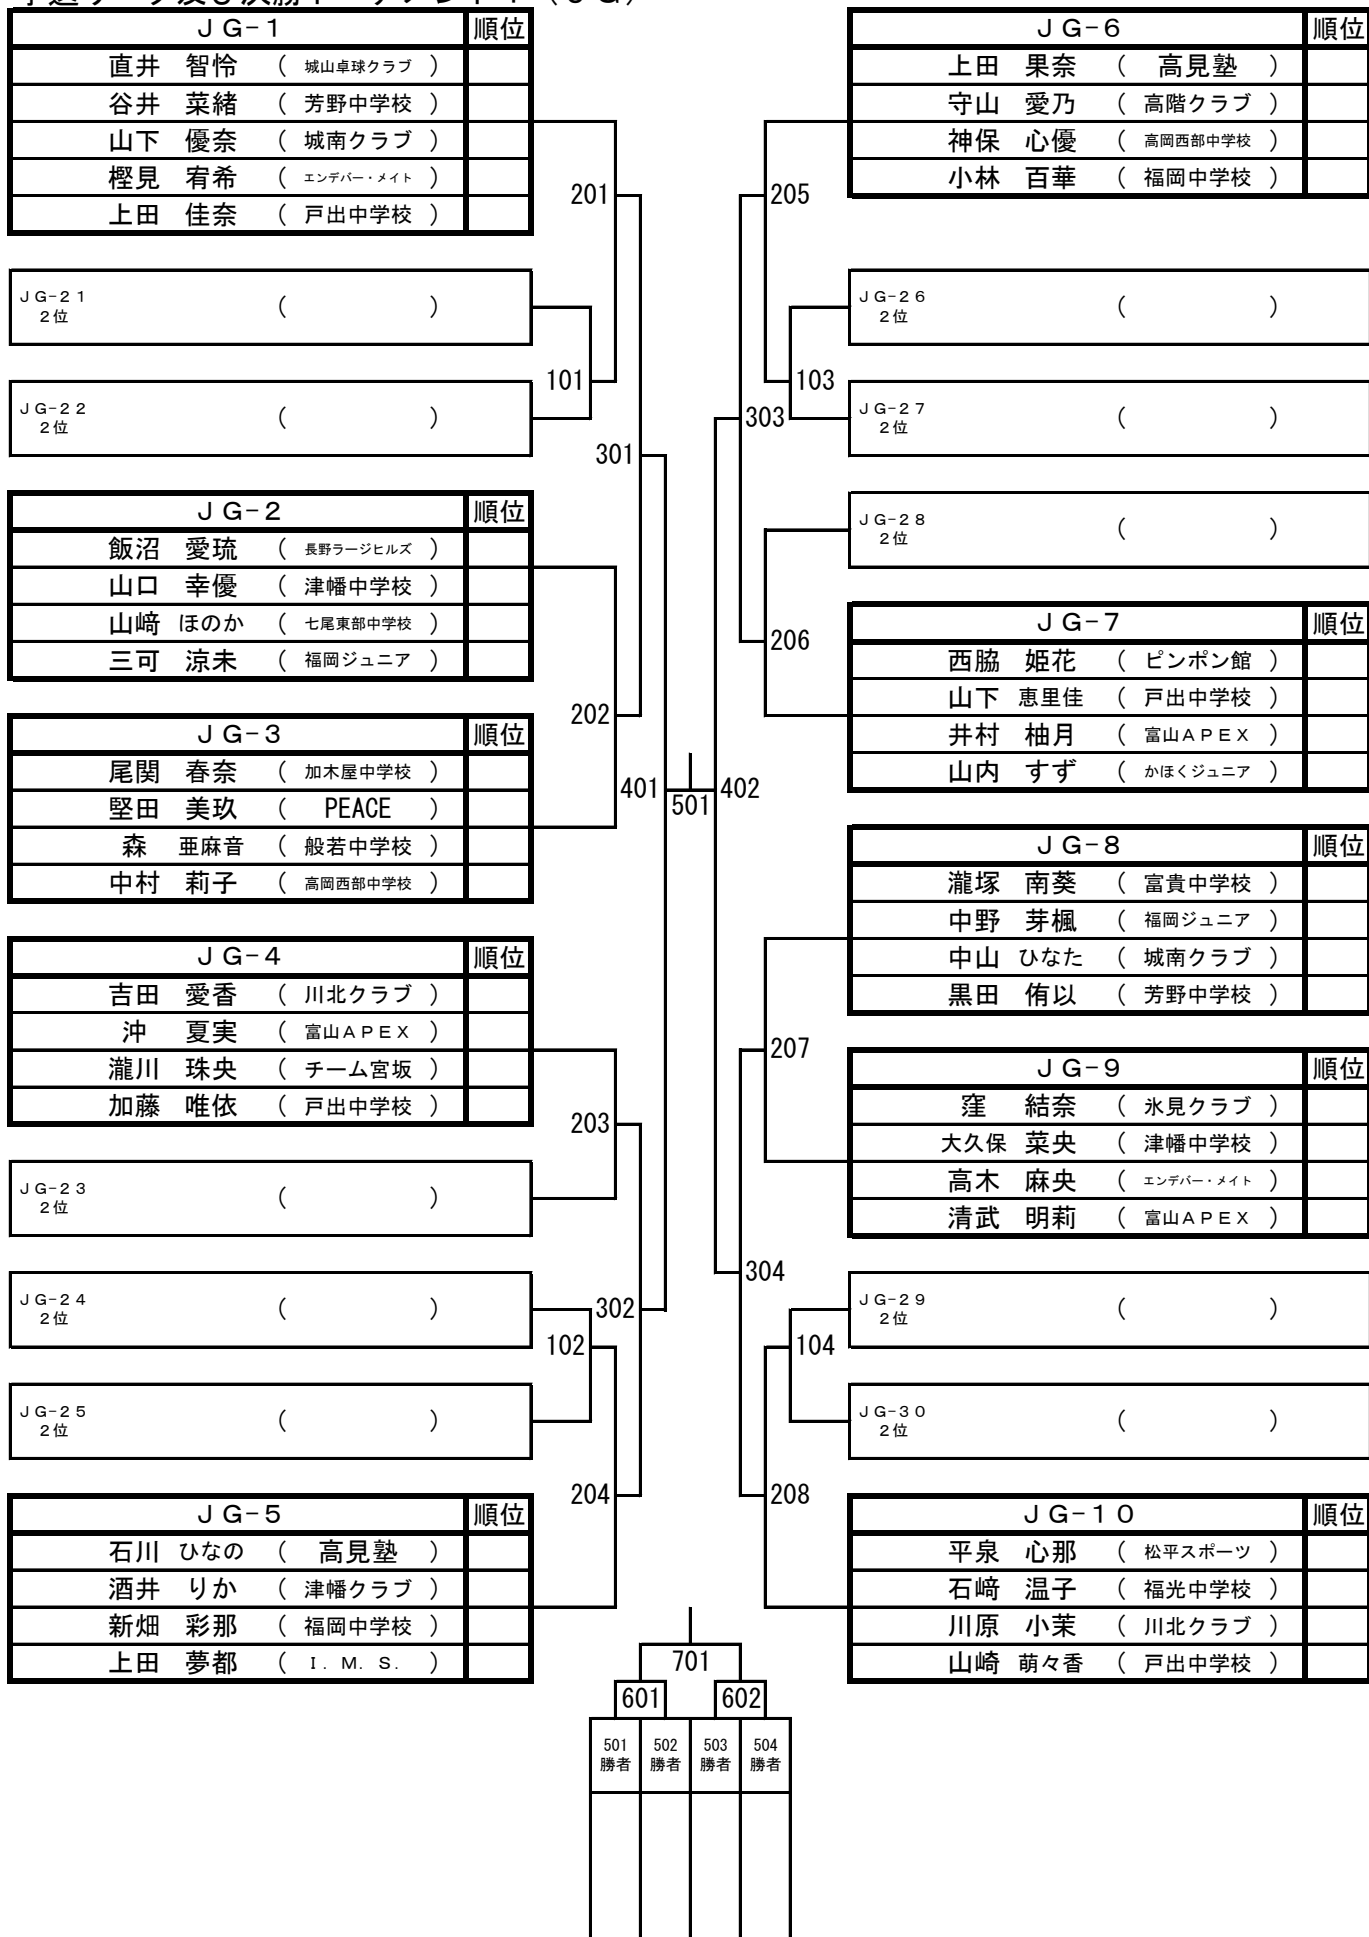 予選リーグ及び決勝トーナメント1（ＪＧ）
ＪＧ−１ 順位
直井 智怜 （ 城山卓球クラブ ）
谷井 菜緒 （ 芳野中学校 ）
山下 優奈 （ 城南クラブ ）
樫見 宥希 （ エンデバー・メイト ）
上田 佳奈 （ 戸出中学校 ）
ＪＧ−２１
２位 （ ）
ＪＧ−２２
２位 （ ）
ＪＧ−２ 順位
飯沼 愛琉 （ 長野ラージヒルズ ）
山口 幸優 （ 津幡中学校 ）
山﨑 ほのか （ 七尾東部中学校 ）
三可 涼未 （ 福岡ジュニア ）
ＪＧ−３ 順位
尾関 春奈 （ 加木屋中学校 ）
堅田 美玖 （ PEACE ）
森 亜麻音 （ 般若中学校 ）
中村 莉子 （ 高岡西部中学校 ）
ＪＧ−４ 順位
吉田 愛香 （ 川北クラブ ）
沖 夏実 （ 富山ＡＰＥＸ ）
瀧川 珠央 （ チーム宮坂 ）
加藤 唯依 （ 戸出中学校 ）
ＪＧ−２３
２位 （ ）
ＪＧ−２４
２位 （ ）
ＪＧ−２５
２位 （ ）
ＪＧ−５ 順位
石川 ひなの （ 高見塾 ）
酒井 りか （ 津幡クラブ ）
新畑 彩那 （ 福岡中学校 ）
上田 夢都 （ Ｉ．Ｍ．Ｓ． ）
201
101
301
202
401
203
302
102
204
501
205
103
303
206
402
207
304
104
208
ＪＧ−６ 順位
上田 果奈 （ 高見塾 ）
守山 愛乃 （ 高階クラブ ）
神保 心優 （ 高岡西部中学校 ）
小林 百華 （ 福岡中学校 ）
ＪＧ−２６
２位 （ ）
ＪＧ−２７
２位 （ ）
ＪＧ−２８
２位 （ ）
ＪＧ−７ 順位
西脇 姫花 （ ピンポン館 ）
山下 恵里佳 （ 戸出中学校 ）
井村 柚月 （ 富山ＡＰＥＸ ）
山内 すず （ かほくジュニア ）
ＪＧ−８ 順位
瀧塚 南葵 （ 富貴中学校 ）
中野 芽楓 （ 福岡ジュニア ）
中山 ひなた （ 城南クラブ ）
黒田 侑以 （ 芳野中学校 ）
ＪＧ−９ 順位
窪 結奈 （ 氷見クラブ ）
大久保 菜央 （ 津幡中学校 ）
高木 麻央 （ エンデバー・メイト ）
清武 明莉 （ 富山ＡＰＥＸ ）
ＪＧ−２９
２位 （ ）
ＪＧ−３０
２位 （ ）
ＪＧ−１０ 順位
平泉 心那 （ 松平スポーツ ）
石﨑 温子 （ 福光中学校 ）
川原 小茉 （ 川北クラブ ）
山崎 萌々香 （ 戸出中学校 ）
701
601 602
501 502 503 504
勝者 勝者 勝者 勝者